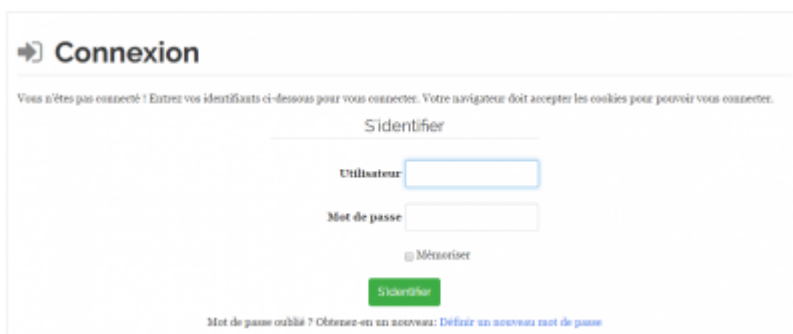 Connexion
Vous n'êtes pas connecté ! Entrez vos identifiants ci-dessous pour vous connecter. Votre navigateur doit accepter les cookies pour pouvoir vous connecter.
S'identifier
Utilisateur
Mot de passe
Mémoriser
S'identifier
Mot de passe oublié ? Obtenez-en un nouveau: Définir un nouveau mot de passe